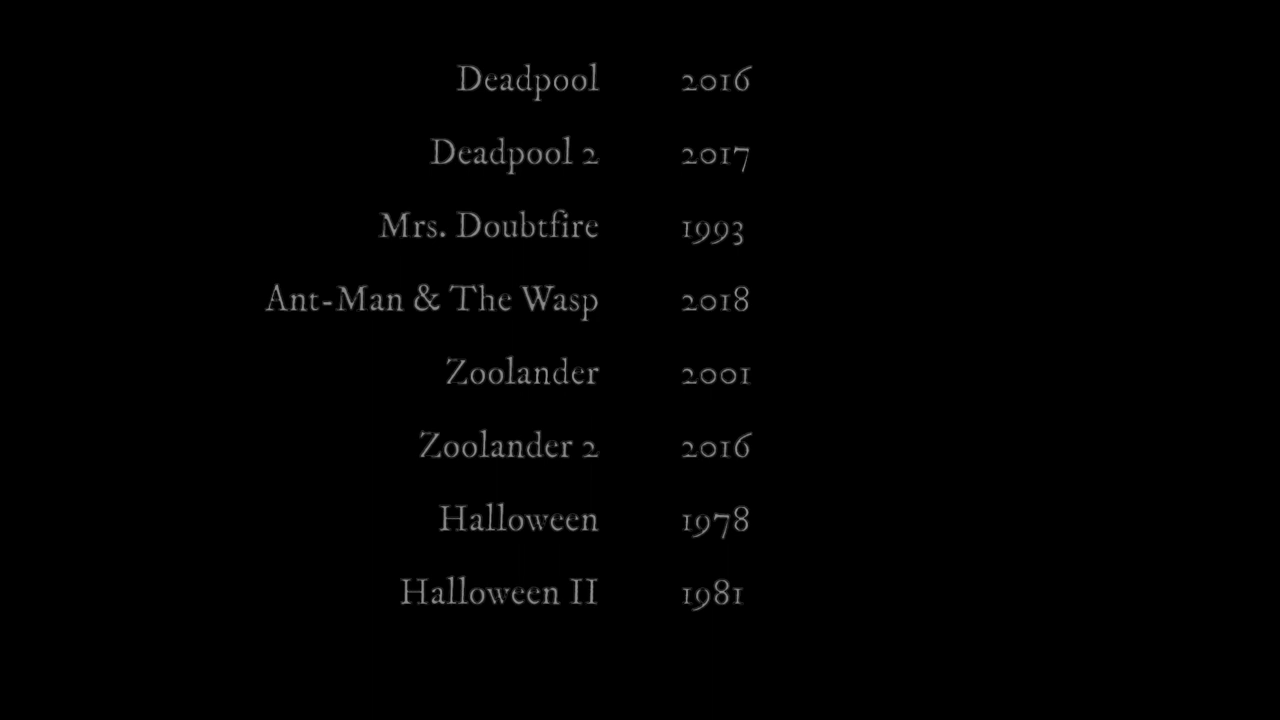 Deadpool 2016
Deadpool 2 2017
Mrs. Doubtfire 1993
Ant-Man & The Wasp 2018
Zoolander 2001
Zoolander 2 2016
Halloween 1978
Halloween II 1981